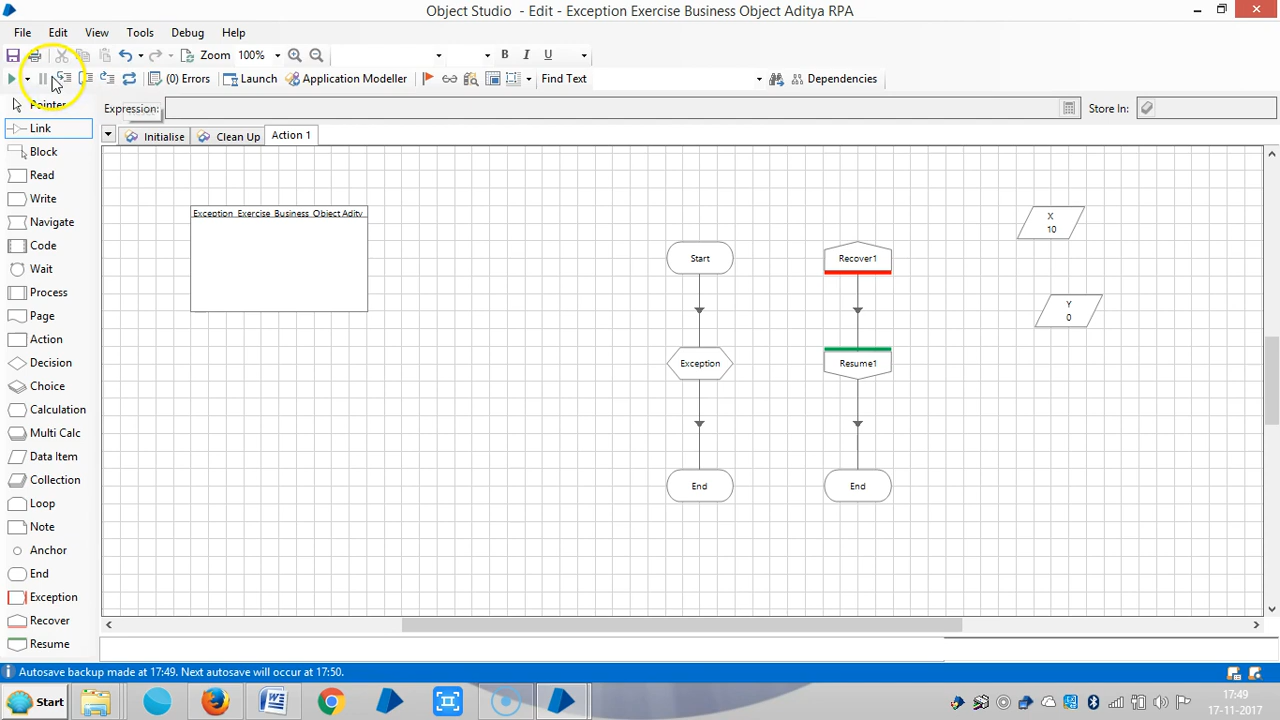 Object Studio - Edit - Exception Exercise Business Object Aditya RPA
File Edit View Tools Debug Help
Zoom 100% B I U
(0) Errors Launch Application Modeller Find Text Dependencies
Pointer Expression: Store In:
Link
Initialise Clean Up Action 1
Block
Read
Write
Navigate
Code
Wait
Process
Page
Action
Decision
Choice
Calculation
Multi Calc
Data Item
Collection
Loop
Note
Anchor
End
Exception
Recover
Resume
Exception Exercise Business Object Adity
Start
Exception
End
Recover1
Resume1
End
X
10
Y
0
Autosave backup made at 17:49. Next autosave will occur at 17:50.
Start
17:49
17-11-2017